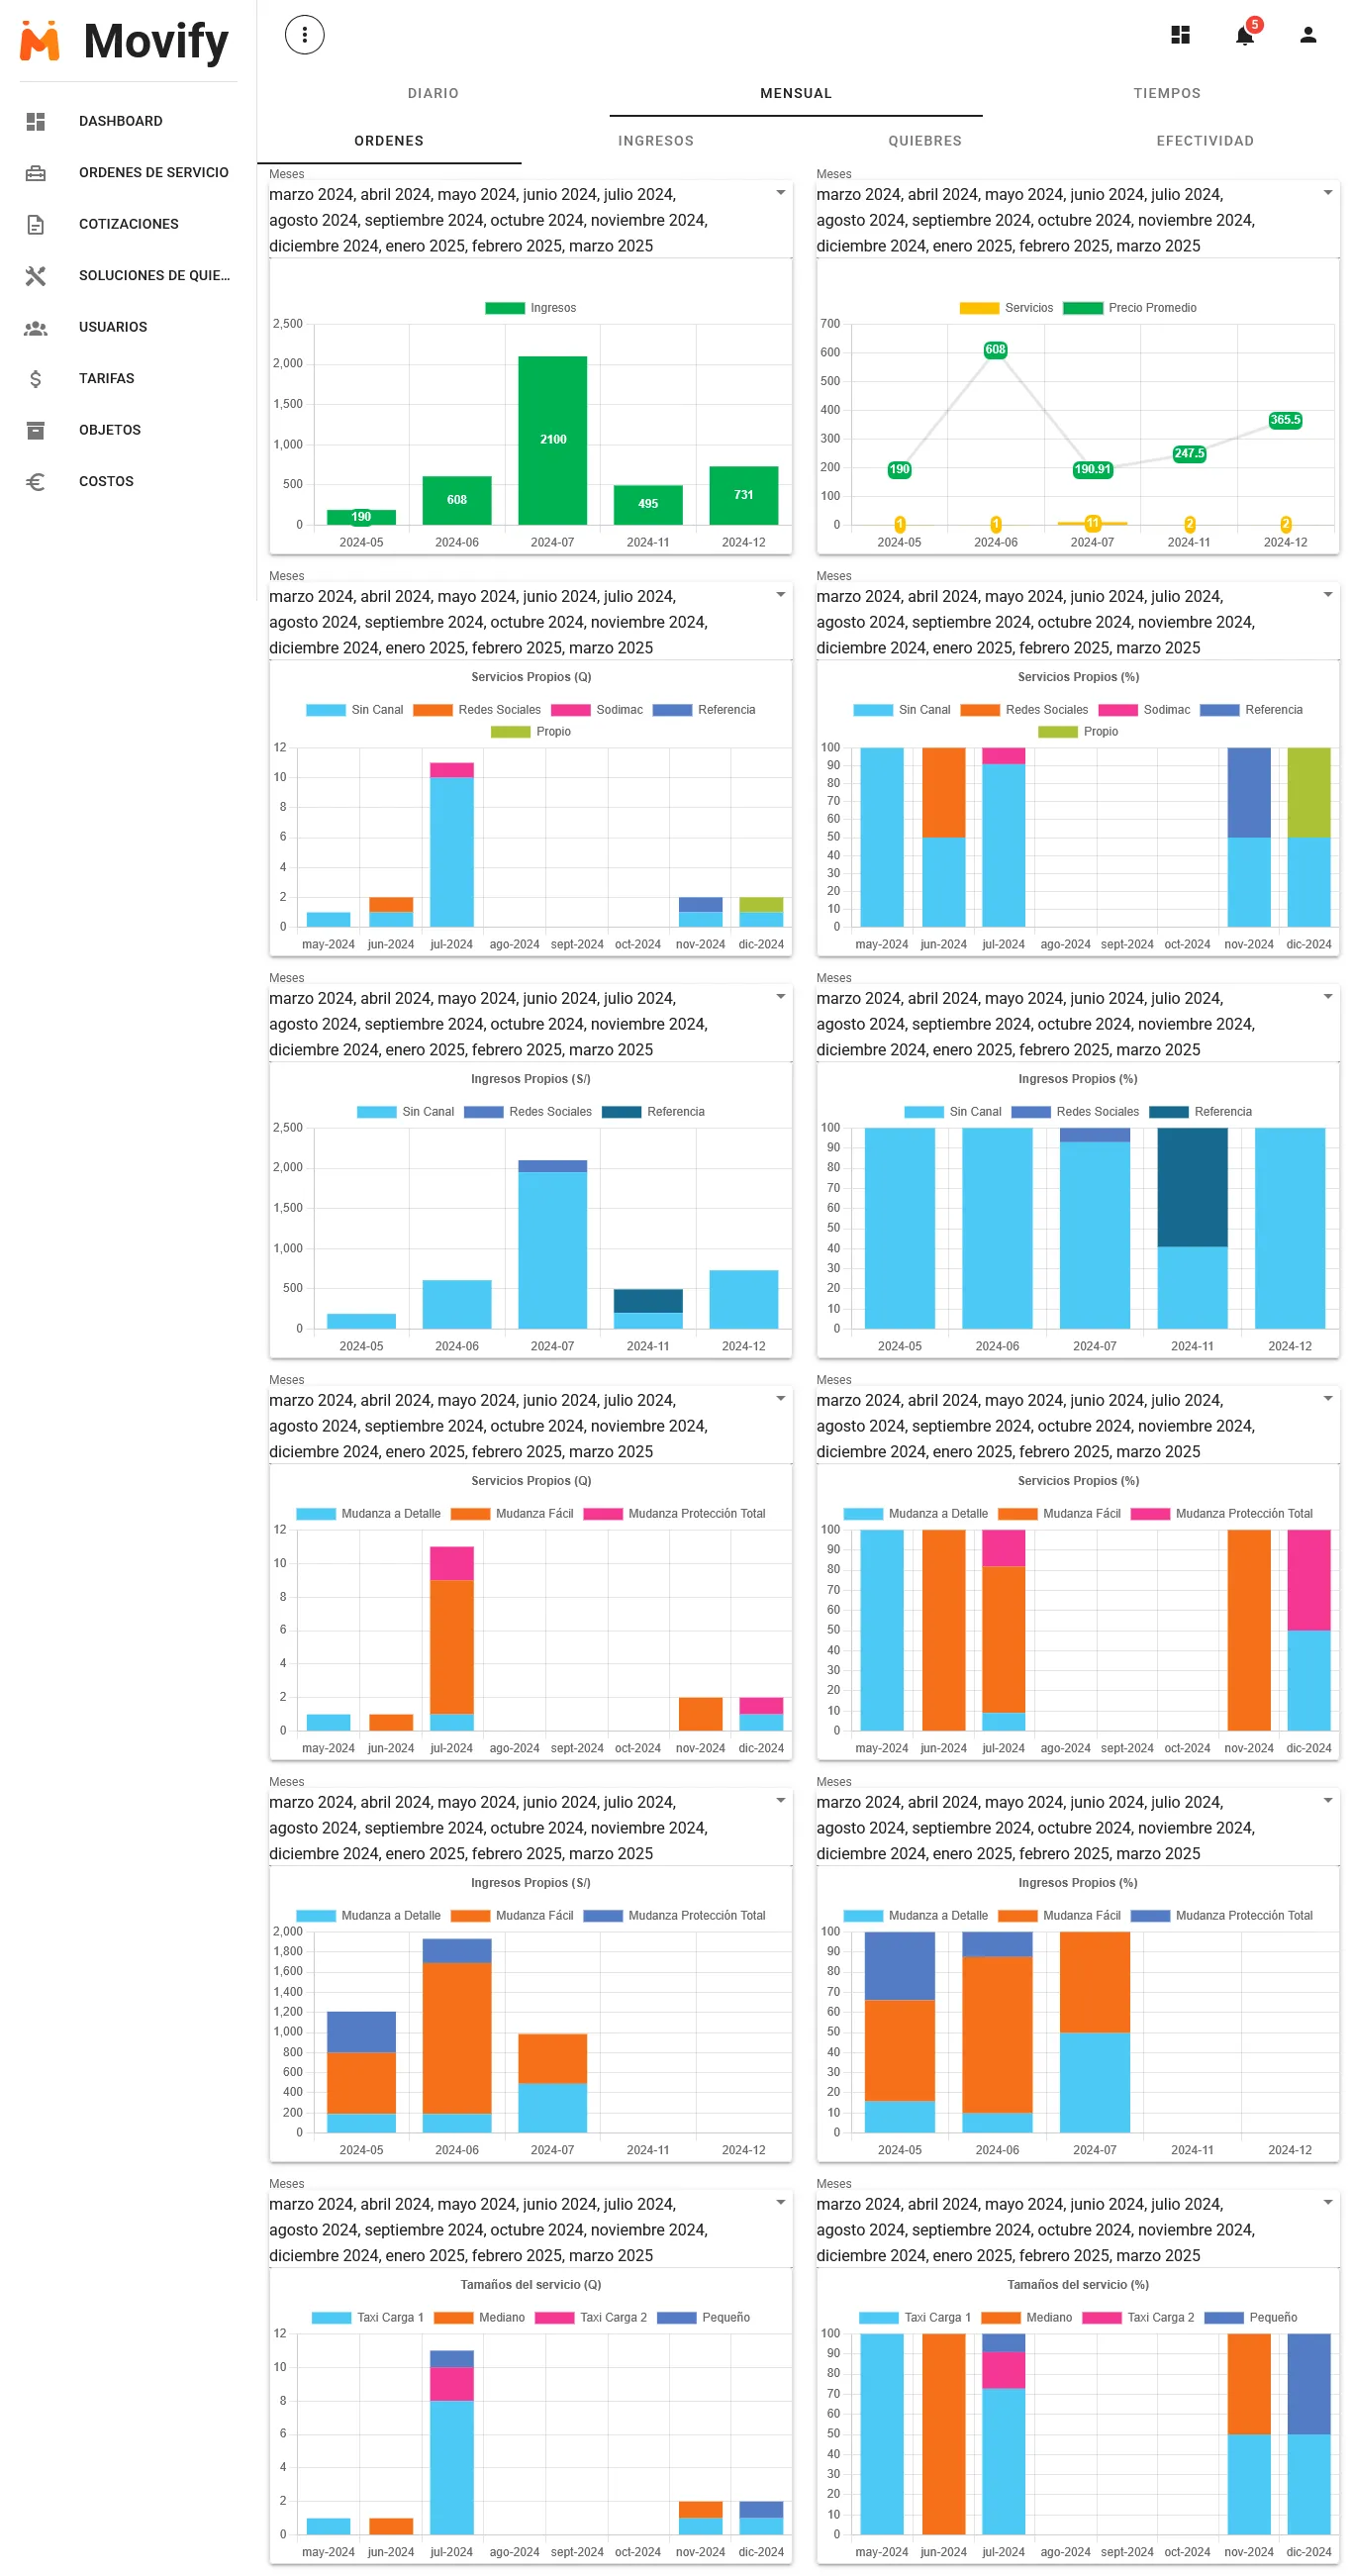 Movify
5
DASHBOARD
ORDENES DE SERVICIO
COTIZACIONES
SOLUCIONES DE QUIE...
USUARIOS
TARIFAS
OBJETOS
COSTOS
DIARIO MENSUAL TIEMPOS
ORDENES INGRESOS QUIEBRES EFECTIVIDAD
Meses
marzo 2024, abril 2024, mayo 2024, junio 2024, julio 2024,
agosto 2024, septiembre 2024, octubre 2024, noviembre 2024,
diciembre 2024, enero 2025, febrero 2025, marzo 2025
Ingresos
2,500
2,000
1,500
1,000
500
0
190 608 2100 495 731
2024-05 2024-06 2024-07 2024-11 2024-12
Meses
marzo 2024, abril 2024, mayo 2024, junio 2024, julio 2024,
agosto 2024, septiembre 2024, octubre 2024, noviembre 2024,
diciembre 2024, enero 2025, febrero 2025, marzo 2025
Servicios Precio Promedio
700
600
500
400
300
200
100
0
190 608 190.91 247.5 365.5
1 1 11 2 2
2024-05 2024-06 2024-07 2024-11 2024-12
Meses
marzo 2024, abril 2024, mayo 2024, junio 2024, julio 2024,
agosto 2024, septiembre 2024, octubre 2024, noviembre 2024,
diciembre 2024, enero 2025, febrero 2025, marzo 2025
Servicios Propios (Q)
Sin Canal Redes Sociales Sodimac Referencia
Propio
12
10
8
6
4
2
0
may-2024 jun-2024 jul-2024 ago-2024 sept-2024 oct-2024 nov-2024 dic-2024
Meses
marzo 2024, abril 2024, mayo 2024, junio 2024, julio 2024,
agosto 2024, septiembre 2024, octubre 2024, noviembre 2024,
diciembre 2024, enero 2025, febrero 2025, marzo 2025
Servicios Propios (%)
Sin Canal Redes Sociales Sodimac Referencia
Propio
100
90
80
70
60
50
40
30
20
10
0
may-2024 jun-2024 jul-2024 ago-2024 sept-2024 oct-2024 nov-2024 dic-2024
Meses
marzo 2024, abril 2024, mayo 2024, junio 2024, julio 2024,
agosto 2024, septiembre 2024, octubre 2024, noviembre 2024,
diciembre 2024, enero 2025, febrero 2025, marzo 2025
Ingresos Propios (S/)
Sin Canal Redes Sociales Referencia
2,500
2,000
1,500
1,000
500
0
2024-05 2024-06 2024-07 2024-11 2024-12
Meses
marzo 2024, abril 2024, mayo 2024, junio 2024, julio 2024,
agosto 2024, septiembre 2024, octubre 2024, noviembre 2024,
diciembre 2024, enero 2025, febrero 2025, marzo 2025
Ingresos Propios (%)
Sin Canal Redes Sociales Referencia
100
90
80
70
60
50
40
30
20
10
0
2024-05 2024-06 2024-07 2024-11 2024-12
Meses
marzo 2024, abril 2024, mayo 2024, junio 2024, julio 2024,
agosto 2024, septiembre 2024, octubre 2024, noviembre 2024,
diciembre 2024, enero 2025, febrero 2025, marzo 2025
Servicios Propios (Q)
Mudanza a Detalle Mudanza Fácil Mudanza Protección Total
12
10
8
6
4
2
0
may-2024 jun-2024 jul-2024 ago-2024 sept-2024 oct-2024 nov-2024 dic-2024
Meses
marzo 2024, abril 2024, mayo 2024, junio 2024, julio 2024,
agosto 2024, septiembre 2024, octubre 2024, noviembre 2024,
diciembre 2024, enero 2025, febrero 2025, marzo 2025
Servicios Propios (%)
Mudanza a Detalle Mudanza Fácil Mudanza Protección Total
100
90
80
70
60
50
40
30
20
10
0
may-2024 jun-2024 jul-2024 ago-2024 sept-2024 oct-2024 nov-2024 dic-2024
Meses
marzo 2024, abril 2024, mayo 2024, junio 2024, julio 2024,
agosto 2024, septiembre 2024, octubre 2024, noviembre 2024,
diciembre 2024, enero 2025, febrero 2025, marzo 2025
Ingresos Propios (S/)
Mudanza a Detalle Mudanza Fácil Mudanza Protección Total
2,000
1,800
1,600
1,400
1,200
1,000
800
600
400
200
0
2024-05 2024-06 2024-07 2024-11 2024-12
Meses
marzo 2024, abril 2024, mayo 2024, junio 2024, julio 2024,
agosto 2024, septiembre 2024, octubre 2024, noviembre 2024,
diciembre 2024, enero 2025, febrero 2025, marzo 2025
Ingresos Propios (%)
Mudanza a Detalle Mudanza Fácil Mudanza Protección Total
100
90
80
70
60
50
40
30
20
10
0
2024-05 2024-06 2024-07 2024-11 2024-12
Meses
marzo 2024, abril 2024, mayo 2024, junio 2024, julio 2024,
agosto 2024, septiembre 2024, octubre 2024, noviembre 2024,
diciembre 2024, enero 2025, febrero 2025, marzo 2025
Tamaños del servicio (Q)
Taxi Carga 1 Mediano Taxi Carga 2 Pequeño
12
10
8
6
4
2
0
may-2024 jun-2024 jul-2024 ago-2024 sept-2024 oct-2024 nov-2024 dic-2024
Meses
marzo 2024, abril 2024, mayo 2024, junio 2024, julio 2024,
agosto 2024, septiembre 2024, octubre 2024, noviembre 2024,
diciembre 2024, enero 2025, febrero 2025, marzo 2025
Tamaños del servicio (%)
Taxi Carga 1 Mediano Taxi Carga 2 Pequeño
100
90
80
70
60
50
40
30
20
10
0
may-2024 jun-2024 jul-2024 ago-2024 sept-2024 oct-2024 nov-2024 dic-2024